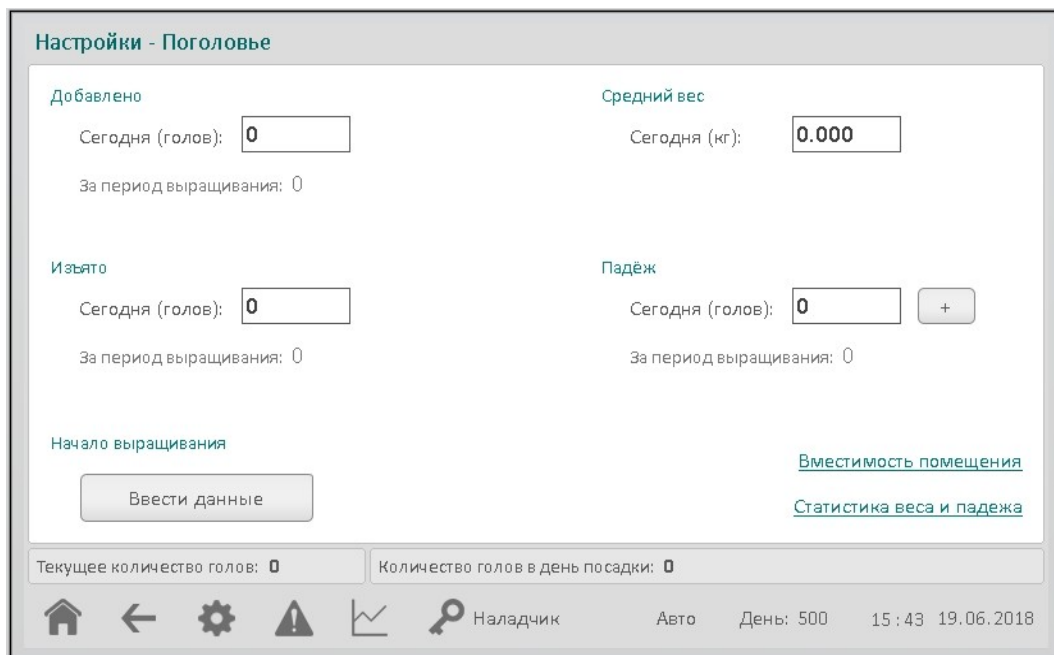 Настройки - Поголовье
Добавлено
Сегодня (голов): 0
За период выращивания: 0
Средний вес
Сегодня (кг): 0.000
Изъято
Сегодня (голов): 0
За период выращивания: 0
Падёж
Сегодня (голов): 0 +
За период выращивания: 0
Начало выращивания
Ввести данные
Вместимость помещения
Статистика веса и падежа
Текущее количество голов: 0
Количество голов в день посадки: 0
Наладчик Авто День: 500 15:43 19.06.2018